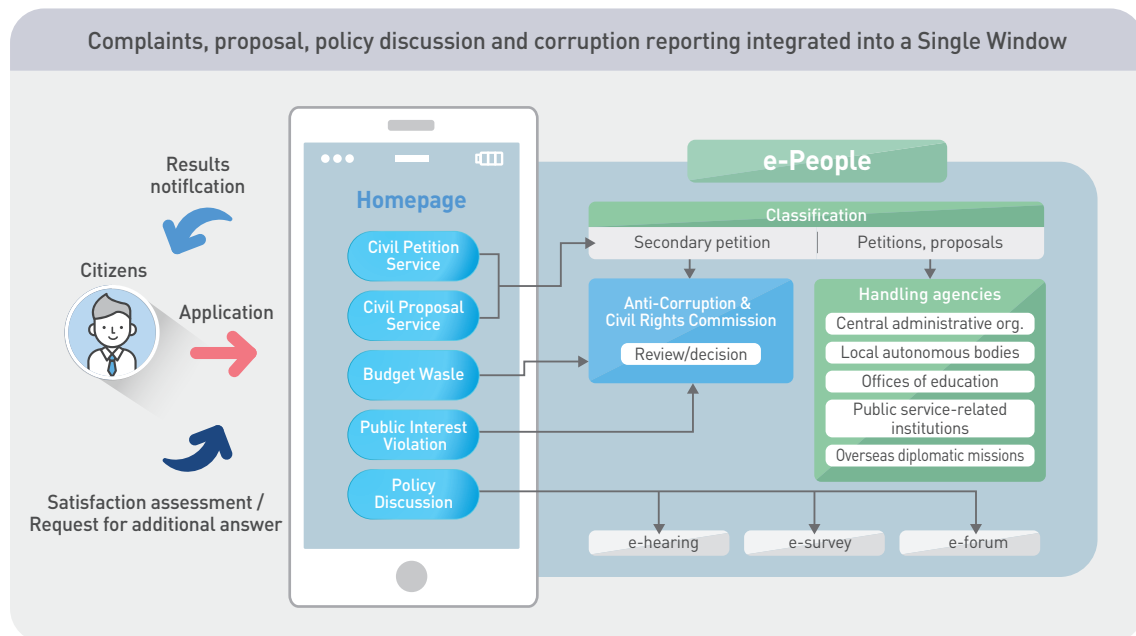 Complaints, proposal, policy discussion and corruption reporting integrated into a Single Window
Results
notiflcation
Citizens
Application
Satisfaction assessment /
Request for additional answer
Homepage
Civil Petition
Service
Civil Proposal
Service
Budget Wasle
Public Interest
Violation
Policy
Discussion
e-People
Classification
Secondary petition
Petitions, proposals
Anti-Corruption &
Civil Rights Commission
Review/decision
Handling agencies
Central administrative org.
Local autonomous bodies
Offices of education
Public service-related
institutions
Overseas diplomatic missions
e-hearing
e-survey
e-forum